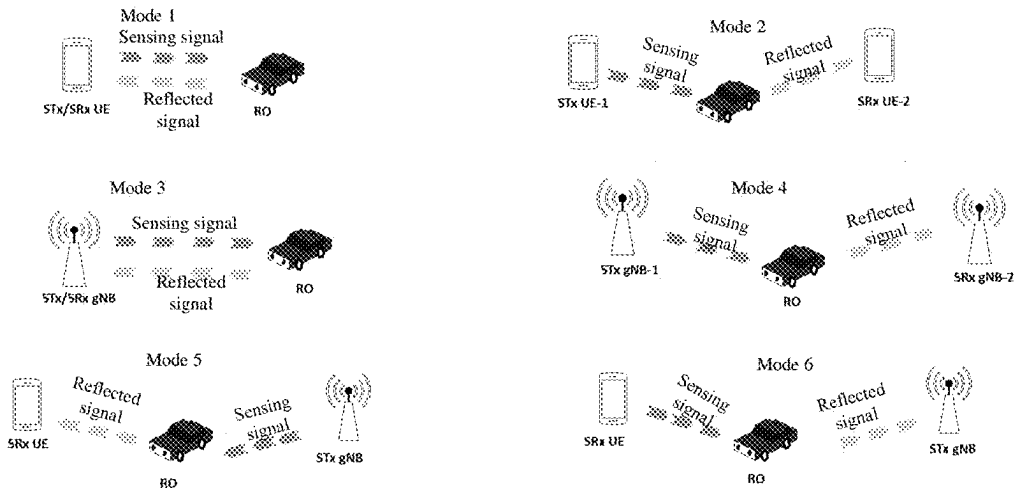 Mode 1
Sensing signal
Reflected
signal
STx/SRx UE
RO
Mode 2
Sensing
signal
Reflected
signal
STx UE-1
RO
SRx UE-2
Mode 3
Sensing signal
Reflected
signal
STx/SRx gNB
RO
Mode 4
Sensing
signal
Reflected
signal
STx gNB-1
RO
SRx gNB-2
Mode 5
Reflected
signal
Sensing
signal
SRx UE
RO
STx gNB
Mode 6
Sensing
signal
Reflected
signal
SRx UE
RO
STx gNB